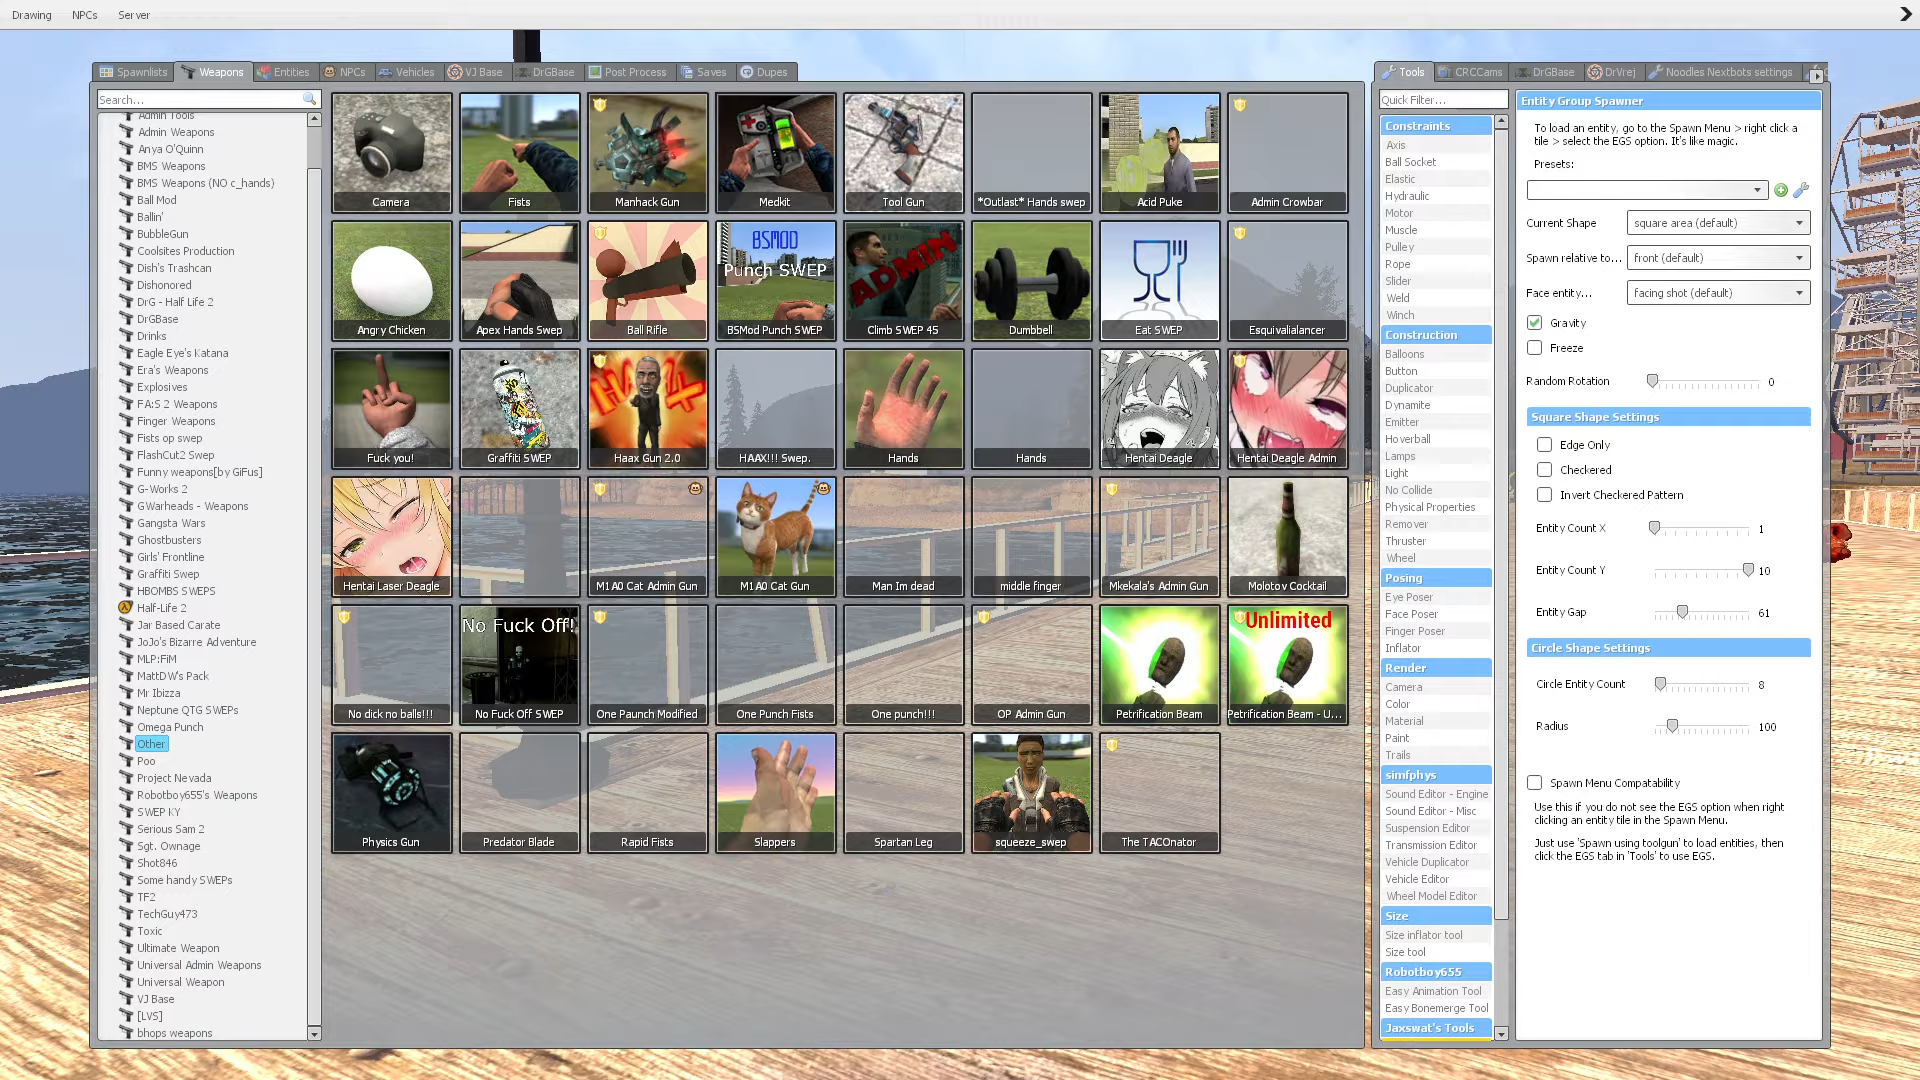 Drawing NPCs Server
Spawnlists Weapons Entities NPCs Vehicles VJ Base DrGBase Post Process Saves Dupes
Search...
Admin Tools
Admin Weapons
Anya O'Quinn
BMS Weapons
BMS Weapons (NO c_hands)
Ball Mod
Ballin'
BubbleGun
Coolsites Production
Dish's Trashcan
Dishonored
DrG - Half Life 2
DrGBase
Drinks
Eagle Eye's Katana
Era's Weapons
Explosives
FA:S 2 Weapons
Finger Weapons
Fists op swep
FlashCut2 Swep
Funny weapons[by GiFus]
G-Works 2
GWarheads - Weapons
Gangsta Wars
Ghostbusters
Girls' Frontline
Graffiti Swep
HBOMBS SWEPS
Half-Life 2
Jar Based Carate
JoJo's Bizarre Adventure
MLP:FiM
MattDW's Pack
Mr Ibizza
Neptune QTG SWEPs
Omega Punch
Other
Poo
Project Nevada
Robotboy655's Weapons
SWEP KY
Serious Sam 2
Sgt. Ownage
Shot846
Some handy SWEPs
TF2
TechGuy473
Toxic
Ultimate Weapon
Universal Admin Weapons
Universal Weapon
VJ Base
[LVS]
bhops weapons
Camera
Fists
Manhack Gun
Medkit
Tool Gun
*Outlast* Hands swep
Acid Puke
Admin Crowbar
Angry Chicken
Apex Hands Swep
Ball Rifle
BSMOD
Punch SWEP
BSMod Punch SWEP
ADMIN
Climb SWEP 45
Dumbbell
Eat SWEP
Esquivalialancer
Fuck you!
Graffiti SWEP
HAAX
Haax Gun 2.0
HAAX!!! Swep.
Hands
Hands
Hentai Deagle
Hentai Deagle Admin
Hentai Laser Deagle
M1A0 Cat Admin Gun
M1A0 Cat Gun
Man Im dead
middle finger
Mkekala's Admin Gun
Molotov Cocktail
No dick no balls!!!
No Fuck Off!
No Fuck Off SWEP
One Paunch Modified
One Punch Fists
One punch!!!
OP Admin Gun
Petrification Beam
Unlimited
Petrification Beam - U...
Physics Gun
Predator Blade
Rapid Fists
Slappers
Spartan Leg
squeeze_swep
The TACOnator
Tools CRCCams DrGBase DrVrej Noodles Nextbots settings
Quick Filter...
Constraints
Axis
Ball Socket
Elastic
Hydraulic
Motor
Muscle
Pulley
Rope
Slider
Weld
Winch
Construction
Balloons
Button
Duplicator
Dynamite
Emitter
Hoverball
Lamps
Light
No Collide
Physical Properties
Remover
Thruster
Wheel
Posing
Eye Poser
Face Poser
Finger Poser
Inflator
Render
Camera
Color
Material
Paint
Trails
simfphys
Sound Editor - Engine
Sound Editor - Misc
Suspension Editor
Transmission Editor
Vehicle Duplicator
Vehicle Editor
Wheel Model Editor
Size
Size inflator tool
Size tool
Robotboy655
Easy Animation Tool
Easy Bonemerge Tool
Jaxswat's Tools
Entity Group Spawner
To load an entity, go to the Spawn Menu > right click a
tile > select the EGS option. It's like magic.
Presets:
Current Shape square area (default)
Spawn relative to... front (default)
Face entity... facing shot (default)
Gravity
Freeze
Random Rotation 0
Square Shape Settings
Edge Only
Checkered
Invert Checkered Pattern
Entity Count X 1
Entity Count Y 10
Entity Gap 61
Circle Shape Settings
Circle Entity Count 8
Radius 100
Spawn Menu Compatability
Use this if you do not see the EGS option when right
clicking an entity tile in the Spawn Menu.
Just use 'Spawn using toolgun' to load entities, then
click the EGS tab in 'Tools' to use EGS.